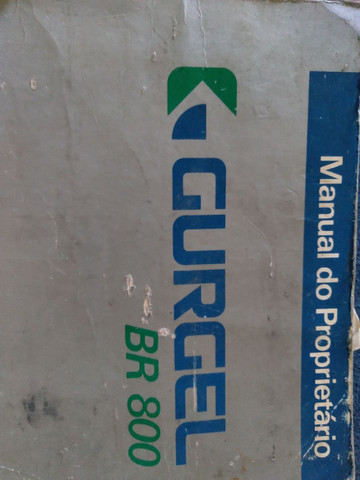 Manual do Proprietário
GURGEL
BR 800